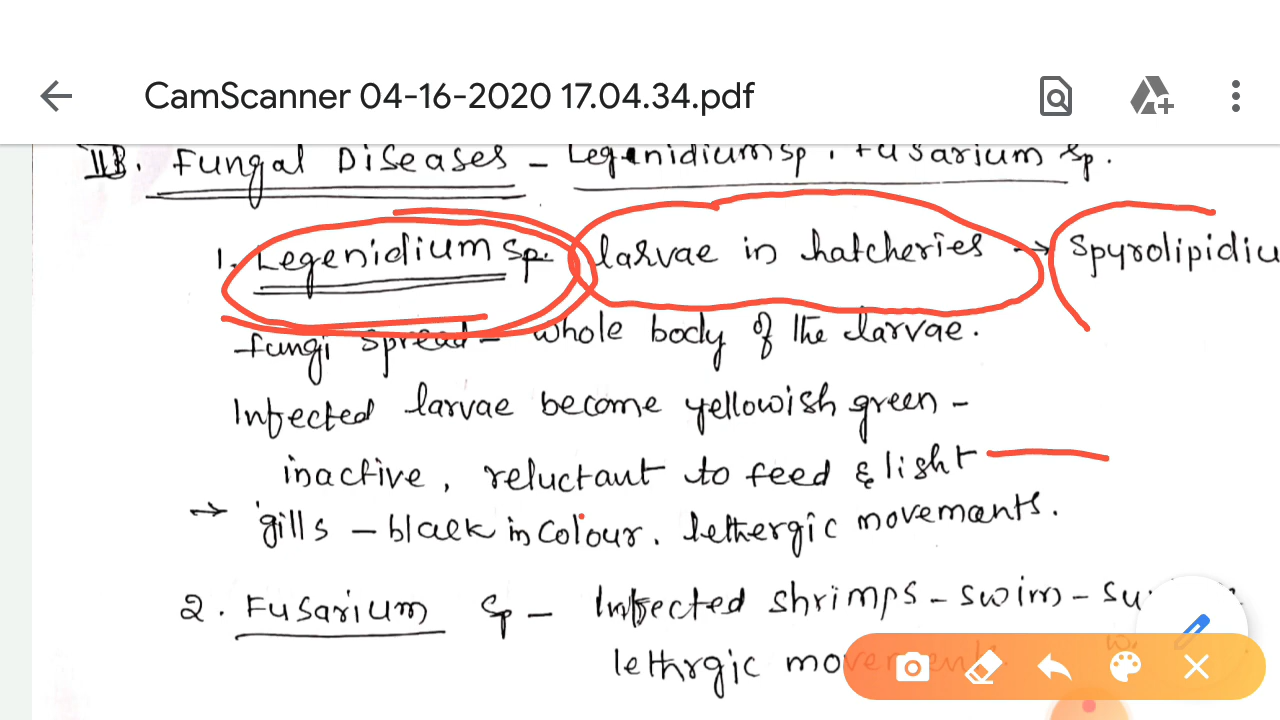 CamScanner 04-16-2020 17.04.34.pdf
IIB. Fungal Diseases - Legenidium sp, Fusarium sp.
1. Legenidium sp. larvae in hatcheries → Spyrolipidiu
fungi spread - whole body of the larvae.
Infected larvae become yellowish green -
inactive, reluctant to feed & light
→ gills - black in colour. lethergic movements.
2. Fusarium sp - Infected shrimps - swim - su
lethrgic movement